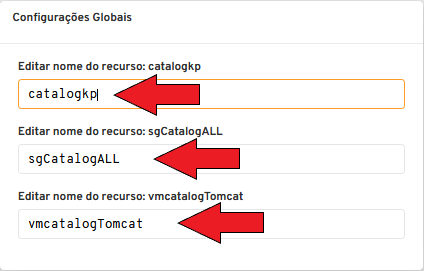 Configurações Globais
Editar nome do recurso: catalogkp
catalogkp
Editar nome do recurso: sgCatalogALL
sgCatalogALL
Editar nome do recurso: vmcatalogTomcat
vmcatalogTomcat